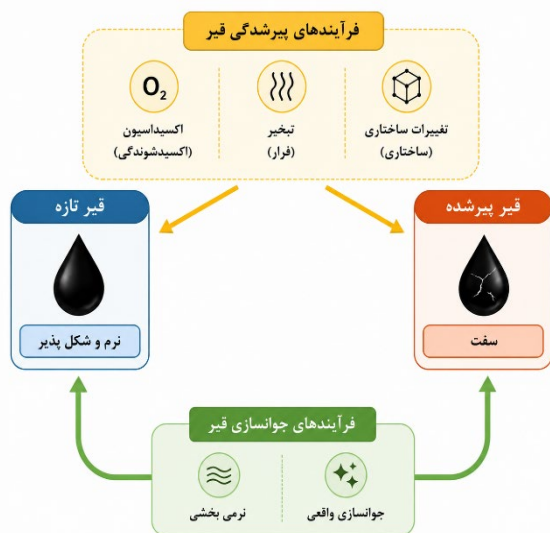 فرآیندهای پیرشدگی قیر
تغییرات ساختاری
(ساختاری)
تبخیر
(فرار)
O₂
اکسیداسیون
(اکسیدشوندگی)
قیر پیرشده
سفت
قیر تازه
نرم و شکل پذیر
فرآیندهای جوانسازی قیر
جوانسازی واقعی
نرمی بخشی